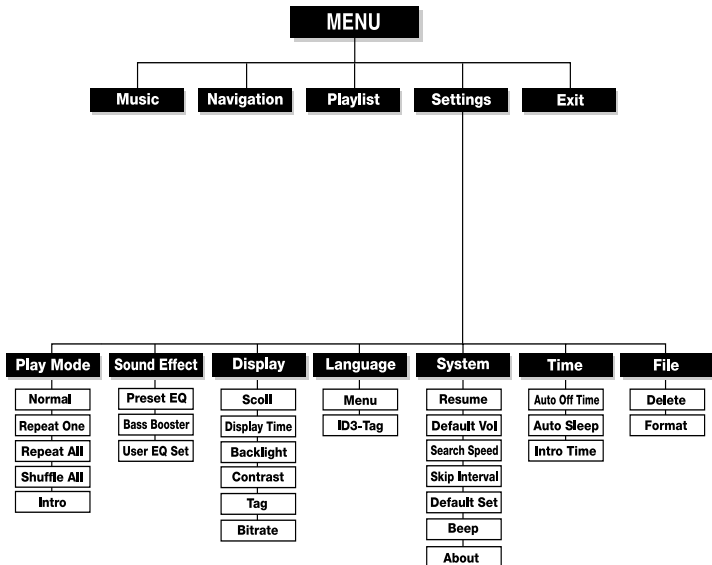 MENU
Music
Navigation
Playlist
Settings
Exit
Play Mode
Normal
Repeat One
Repeat All
Shuffle All
Intro
Sound Effect
Preset EQ
Bass Booster
User EQ Set
Display
Scoll
Display Time
Backlight
Contrast
Tag
Bitrate
Language
Menu
ID3-Tag
System
Resume
Default Vol
Search Speed
Skip Interval
Default Set
Beep
About
Time
Auto Off Time
Auto Sleep
Intro Time
File
Delete
Format